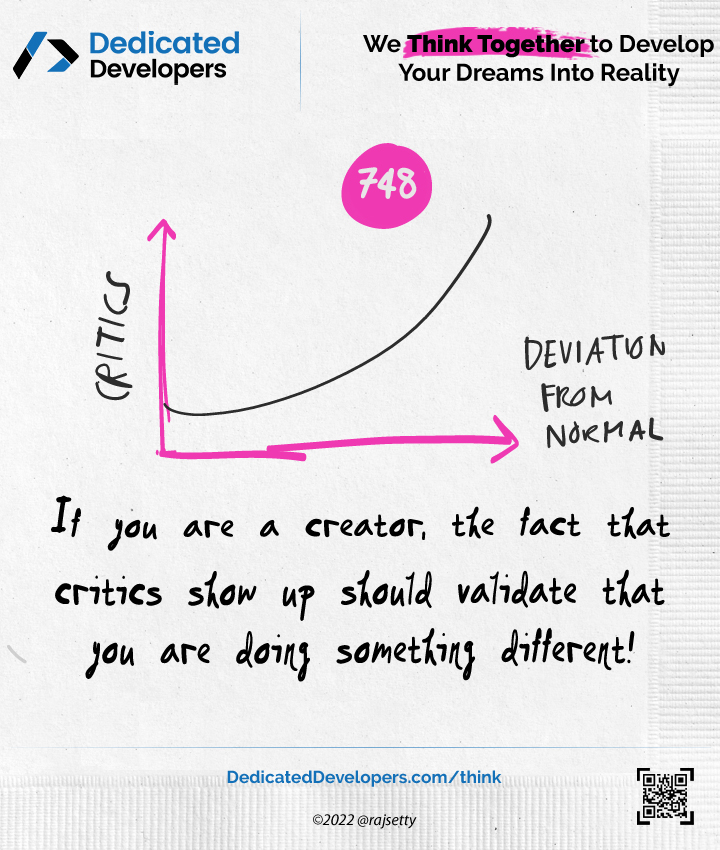 Dedicated
Developers
We Think Together to Develop
Your Dreams Into Reality
748
CRITICS
DEVIATION
FROM
NORMAL
If you are a creator, the fact that
critics show up should validate that
you are doing something different!
DedicatedDevelopers.com/think
©2022 @rajsetty